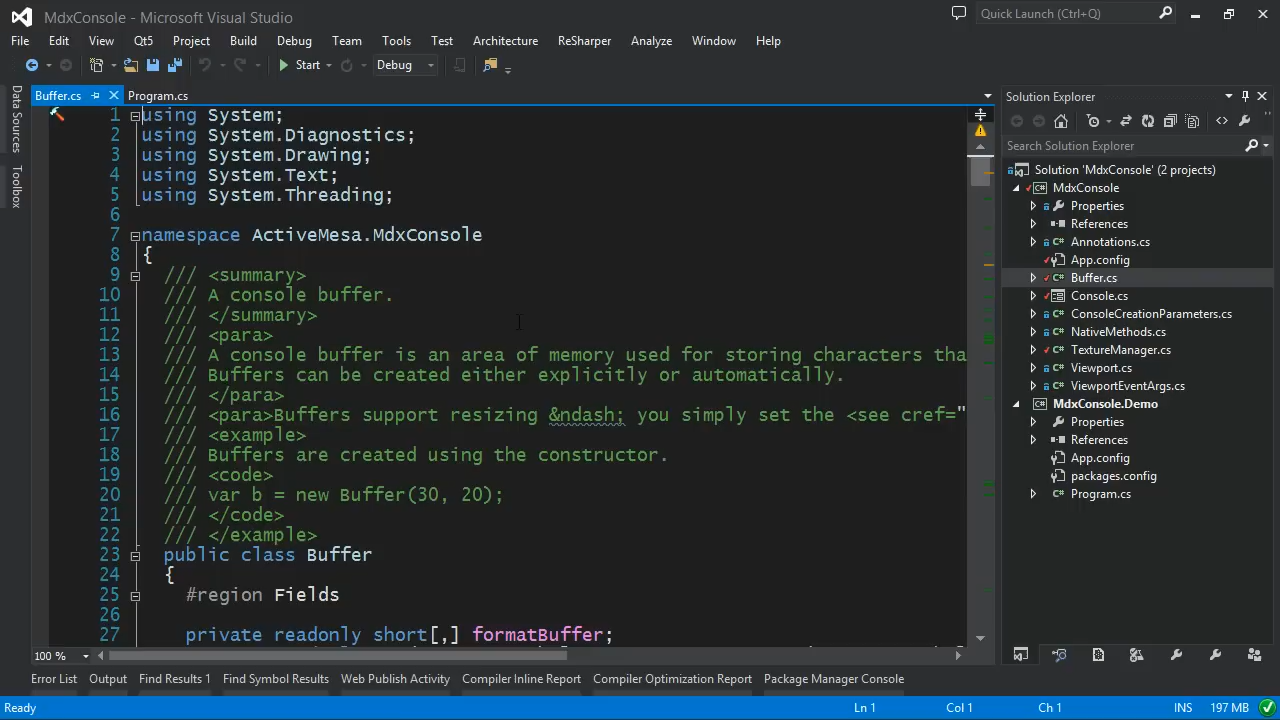 MdxConsole - Microsoft Visual Studio
Quick Launch (Ctrl+Q)
File Edit View Qt5 Project Build Debug Team Tools Test Architecture ReSharper Analyze Window Help
Start Debug
Buffer.cs Program.cs
Data Sources
Toolbox
1 using System;
2 using System.Diagnostics;
3 using System.Drawing;
4 using System.Text;
5 using System.Threading;
6
7 namespace ActiveMesa.MdxConsole
8 {
9 /// <summary>
10 /// A console buffer.
11 /// </summary>
12 /// <para>
13 /// A console buffer is an area of memory used for storing characters tha
14 /// Buffers can be created either explicitly or automatically.
15 /// </para>
16 /// <para>Buffers support resizing &ndash; you simply set the <see cref="
17 /// <example>
18 /// Buffers are created using the constructor.
19 /// <code>
20 /// var b = new Buffer(30, 20);
21 /// </code>
22 /// </example>
23 public class Buffer
24 {
25 #region Fields
26
27 private readonly short[,] formatBuffer;
100 %
Solution Explorer
Search Solution Explorer
Solution 'MdxConsole' (2 projects)
MdxConsole
Properties
References
Annotations.cs
App.config
Buffer.cs
Console.cs
ConsoleCreationParameters.cs
NativeMethods.cs
TextureManager.cs
Viewport.cs
ViewportEventArgs.cs
MdxConsole.Demo
Properties
References
App.config
packages.config
Program.cs
Error List Output Find Results 1 Find Symbol Results Web Publish Activity Compiler Inline Report Compiler Optimization Report Package Manager Console
Ready Ln 1 Col 1 Ch 1 INS 197 MB